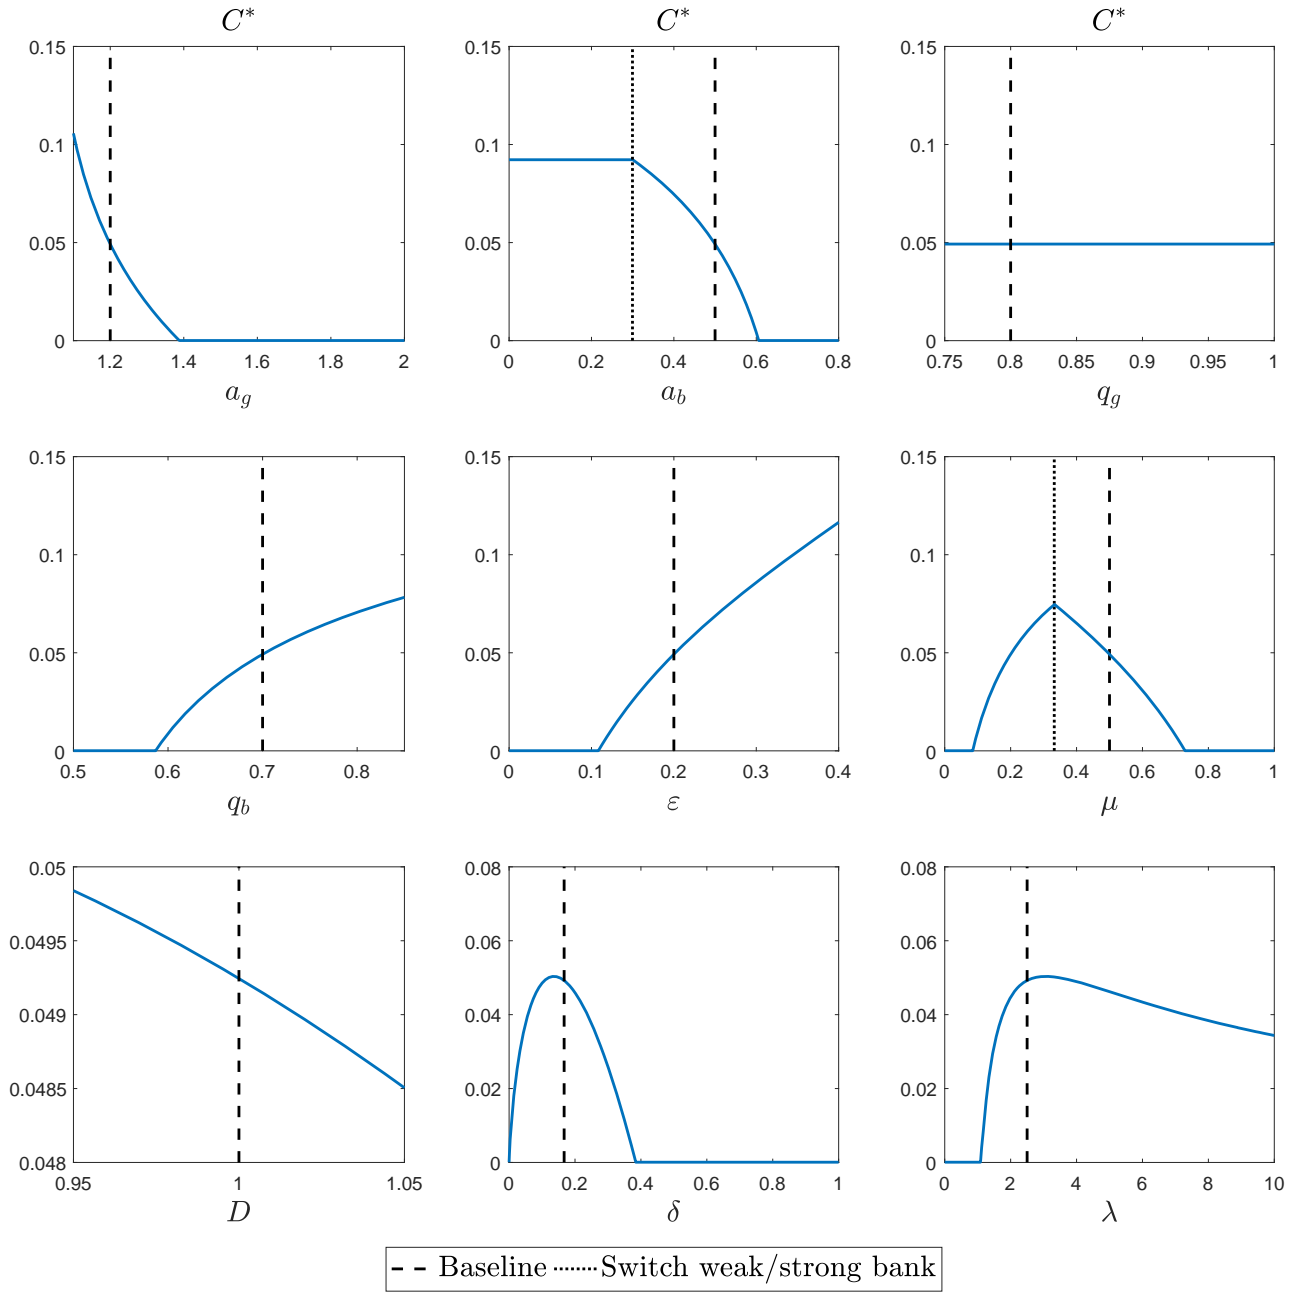 C* C* C*
0.15 0.15 0.15
0.1 0.1 0.1
0.05 0.05 0.05
0 0 0
1.2 1.4 1.6 1.8 2 0 0.2 0.4 0.6 0.8 0.75 0.8 0.85 0.9 0.95 1
a_g a_b q_g
0.15 0.15 0.15
0.1 0.1 0.1
0.05 0.05 0.05
0 0 0
0.5 0.6 0.7 0.8 0 0.1 0.2 0.3 0.4 0 0.2 0.4 0.6 0.8 1
q_b ε μ
0.05 0.08 0.08
0.0495 0.06 0.06
0.049 0.04 0.04
0.0485 0.02 0.02
0.048 0 0
0.95 1 1.05 0 0.2 0.4 0.6 0.8 1 0 2 4 6 8 10
D δ λ
Baseline Switch weak/strong bank